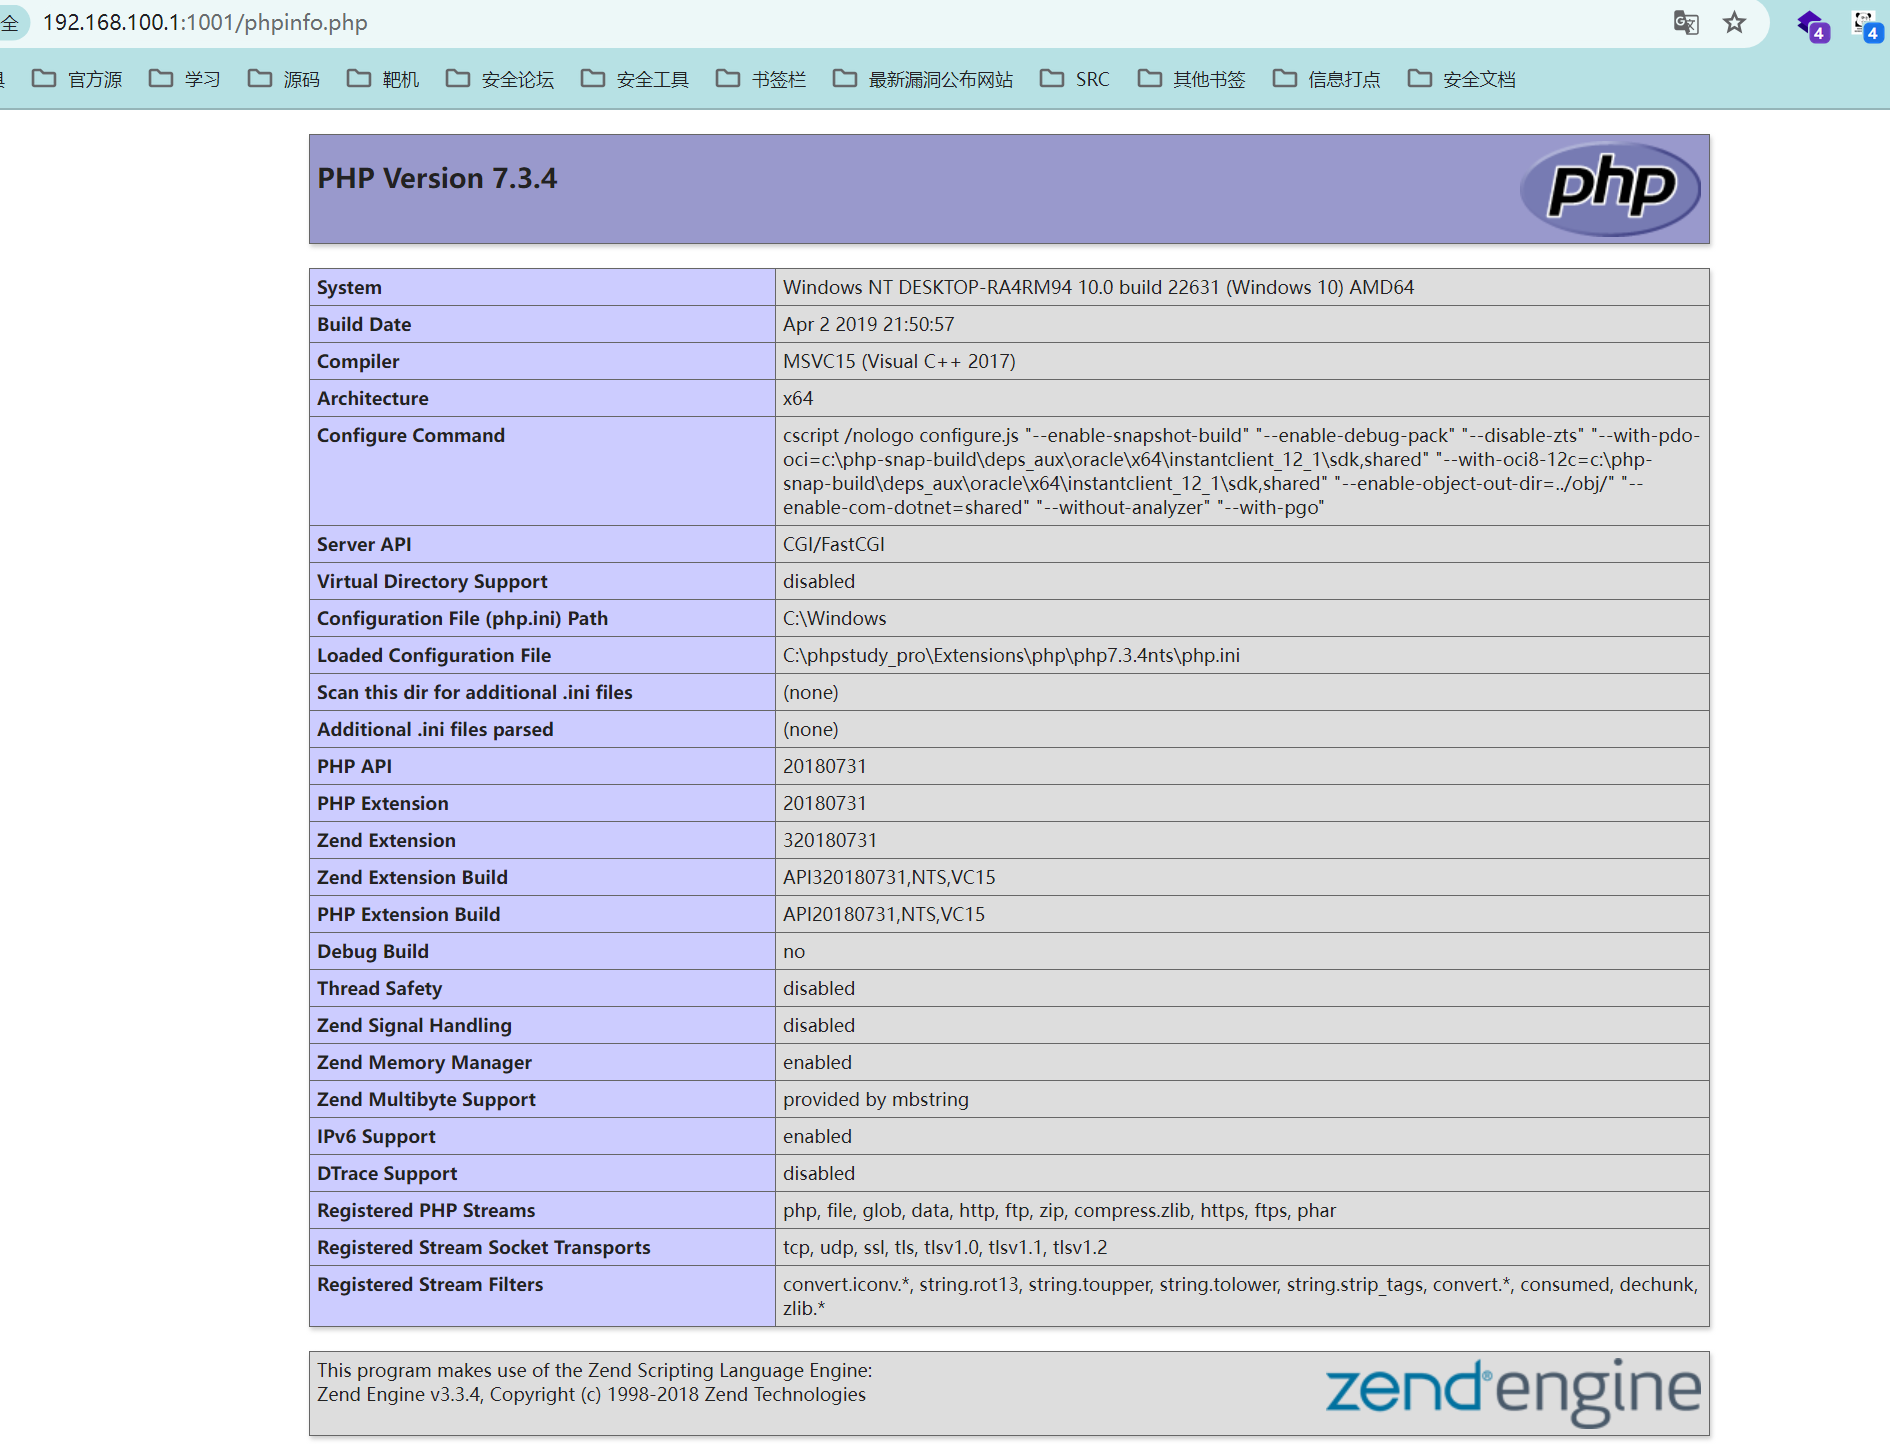 全 192.168.100.1:1001/phpinfo.php
4 4
官方源 学习 源码 靶机 安全论坛 安全工具 书签栏 最新漏洞公布网站 SRC 其他书签 信息打点 安全文档
PHP Version 7.3.4
php
System Windows NT DESKTOP-RA4RM94 10.0 build 22631 (Windows 10) AMD64
Build Date Apr 2 2019 21:50:57
Compiler MSVC15 (Visual C++ 2017)
Architecture x64
Configure Command cscript /nologo configure.js "--enable-snapshot-build" "--enable-debug-pack" "--disable-zts" "--with-pdo-
oci=c:\php-snap-build\deps_aux\oracle\x64\instantclient_12_1\sdk,shared" "--with-oci8-12c=c:\php-
snap-build\deps_aux\oracle\x64\instantclient_12_1\sdk,shared" "--enable-object-out-dir=../obj/" "--
enable-com-dotnet=shared" "--without-analyzer" "--with-pgo"
Server API CGI/FastCGI
Virtual Directory Support disabled
Configuration File (php.ini) Path C:\Windows
Loaded Configuration File C:\phpstudy_pro\Extensions\php\php7.3.4nts\php.ini
Scan this dir for additional .ini files (none)
Additional .ini files parsed (none)
PHP API 20180731
PHP Extension 20180731
Zend Extension 320180731
Zend Extension Build API320180731,NTS,VC15
PHP Extension Build API20180731,NTS,VC15
Debug Build no
Thread Safety disabled
Zend Signal Handling disabled
Zend Memory Manager enabled
Zend Multibyte Support provided by mbstring
IPv6 Support enabled
DTrace Support disabled
Registered PHP Streams php, file, glob, data, http, ftp, zip, compress.zlib, https, ftps, phar
Registered Stream Socket Transports tcp, udp, ssl, tls, tlsv1.0, tlsv1.1, tlsv1.2
Registered Stream Filters convert.iconv.*, string.rot13, string.toupper, string.tolower, string.strip_tags, convert.*, consumed, dechunk,
zlib.*
This program makes use of the Zend Scripting Language Engine:
Zend Engine v3.3.4, Copyright (c) 1998-2018 Zend Technologies
zend®engine